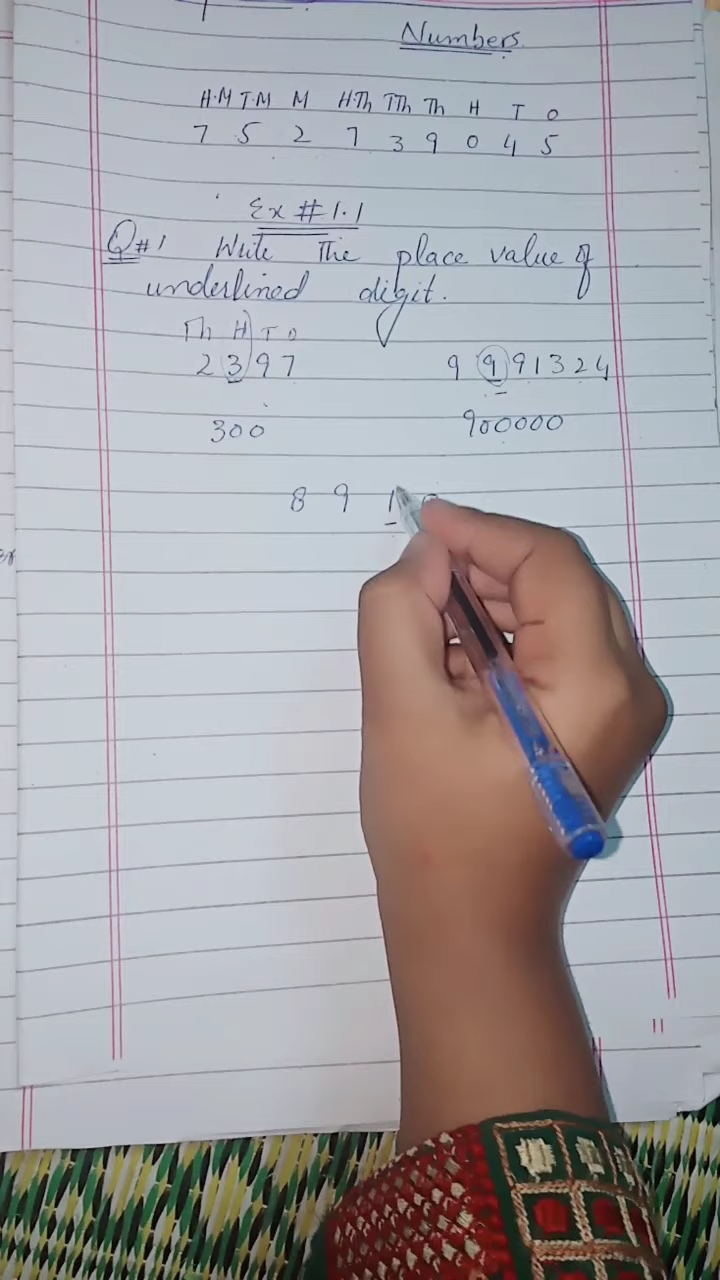 Numbers
H.M T.M M H.Th TTh Th H T O
7 5 2 7 3 9 0 4 5
Ex # 1.1
Q#1 Write The place value of
underlined digit.
Th H T O
2 3 9 7 9 9 9 1 3 2 4
300 900000
8 9 1